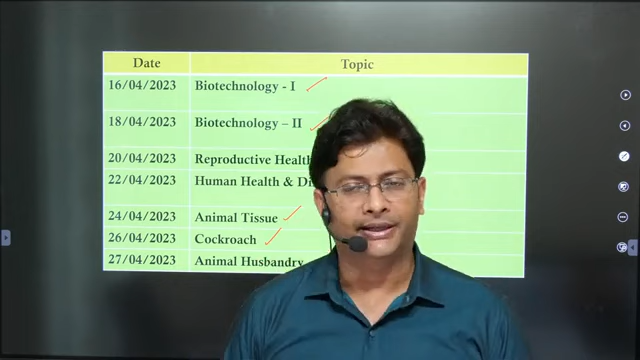 Date Topic
16/04/2023 Biotechnology - I
18/04/2023 Biotechnology – II
20/04/2023 Reproductive Health
22/04/2023 Human Health &
24/04/2023 Animal Tissue
26/04/2023 Cockroach
27/04/2023 Animal Husbandry